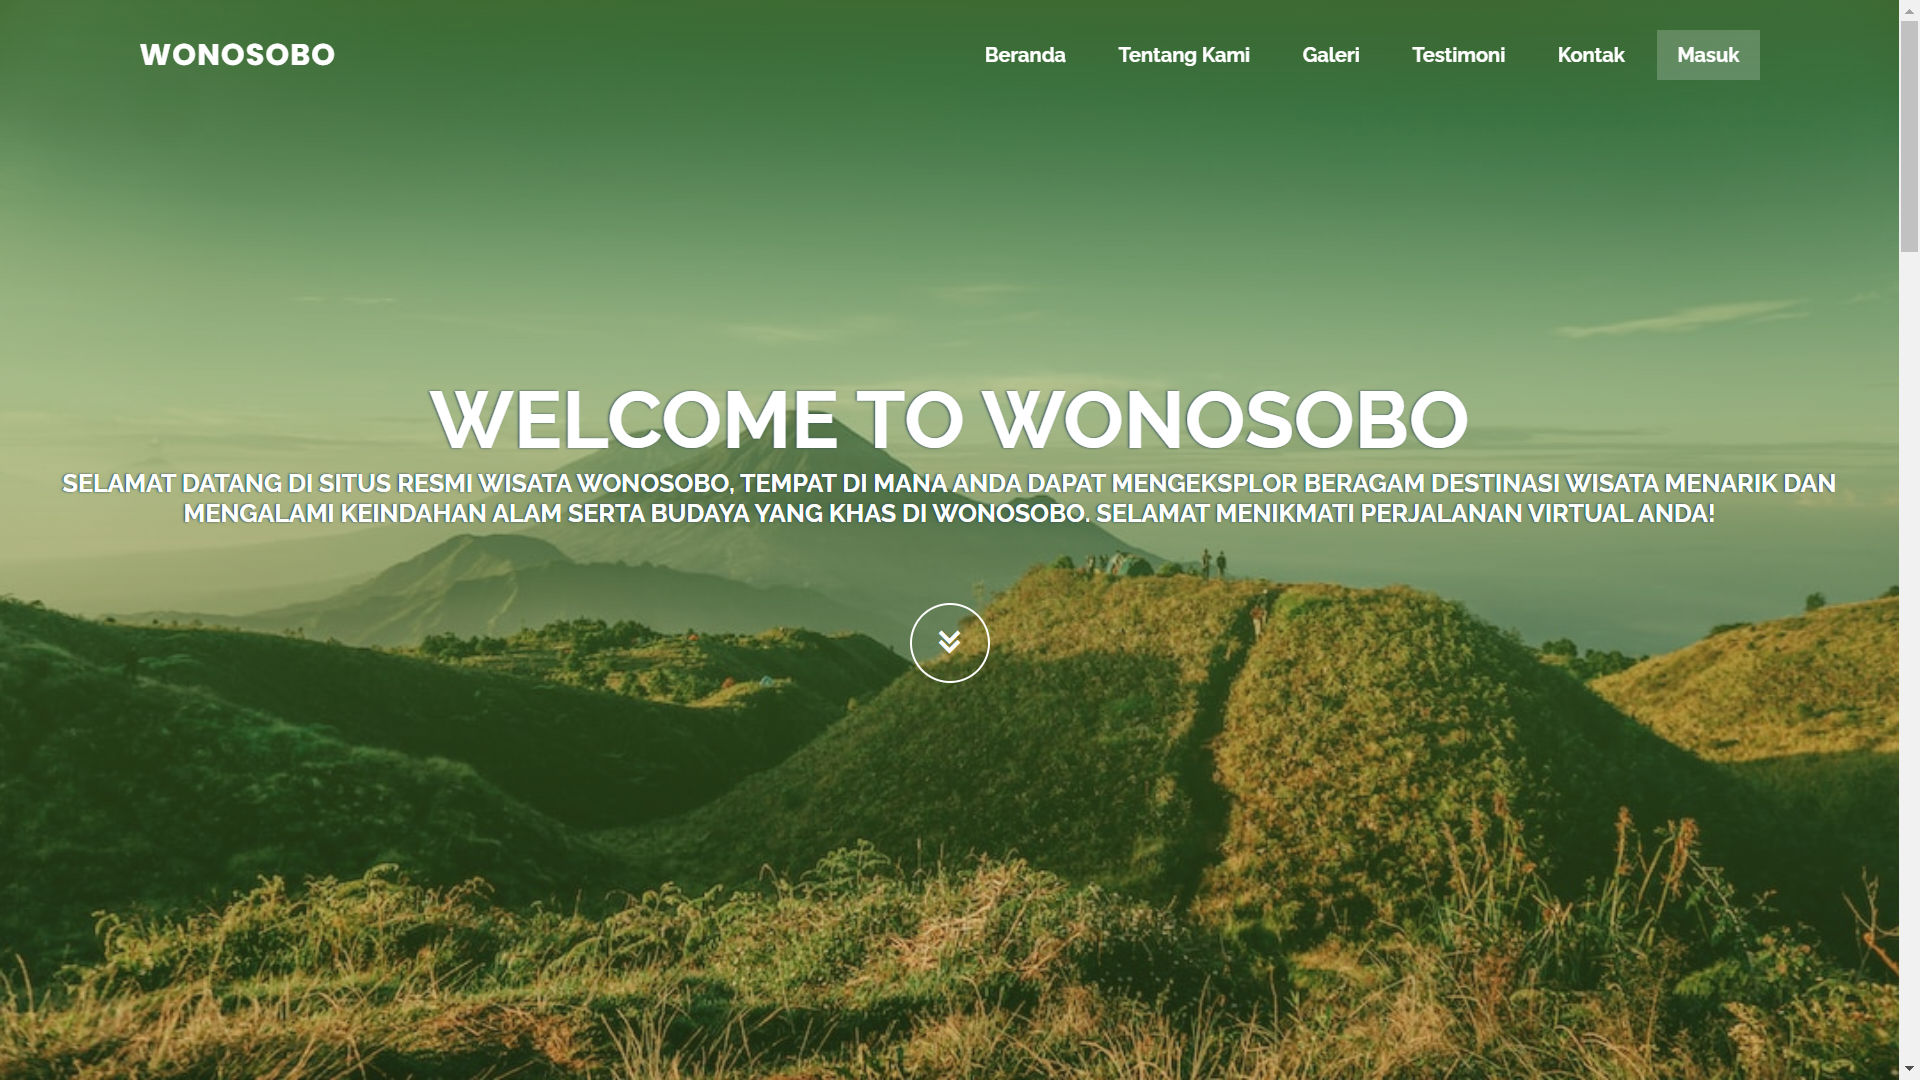 WONOSOBO
Beranda Tentang Kami Galeri Testimoni Kontak Masuk
WELCOME TO WONOSOBO
SELAMAT DATANG DI SITUS RESMI WISATA WONOSOBO, TEMPAT DI MANA ANDA DAPAT MENGEKSPLOR BERAGAM DESTINASI WISATA MENARIK DAN
MENGALAMI KEINDAHAN ALAM SERTA BUDAYA YANG KHAS DI WONOSOBO. SELAMAT MENIKMATI PERJALANAN VIRTUAL ANDA!